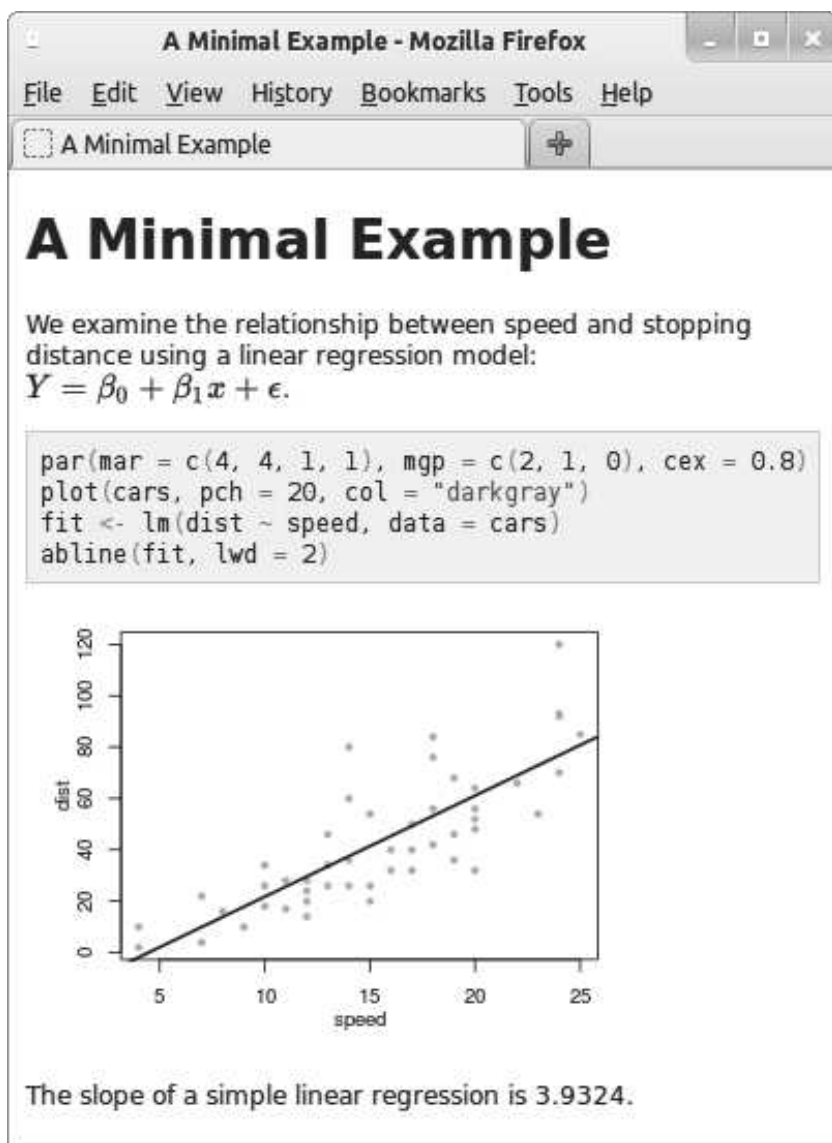 A Minimal Example - Mozilla Firefox
File Edit View History Bookmarks Tools Help
A Minimal Example
A Minimal Example
We examine the relationship between speed and stopping
distance using a linear regression model:
Y = β₀ + β₁x + ϵ.
par(mar = c(4, 4, 1, 1), mgp = c(2, 1, 0), cex = 0.8)
plot(cars, pch = 20, col = "darkgray")
fit <- lm(dist ~ speed, data = cars)
abline(fit, lwd = 2)
120
100
80
60
40
20
0
dist
5 10 15 20 25
speed
The slope of a simple linear regression is 3.9324.